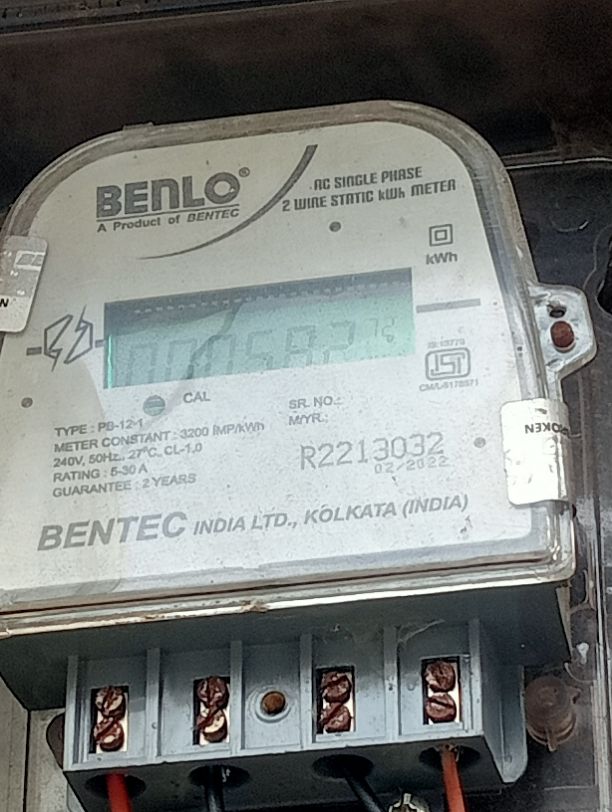 BENLO®
A Product of BENTEC
AC SINGLE PHASE
2 WIRE STATIC kWh METER
kWh
CAL
IS:13779
TYPE : PB-12-1
METER CONSTANT : 3200 IMP/kWh
240V, 50Hz., 27°C, CL-1.0
RATING : 5-30 A
GUARANTEE : 2 YEARS
SR. NO.:
M/YR.:
R2213032
02/2022
BENTEC INDIA LTD., KOLKATA (INDIA)